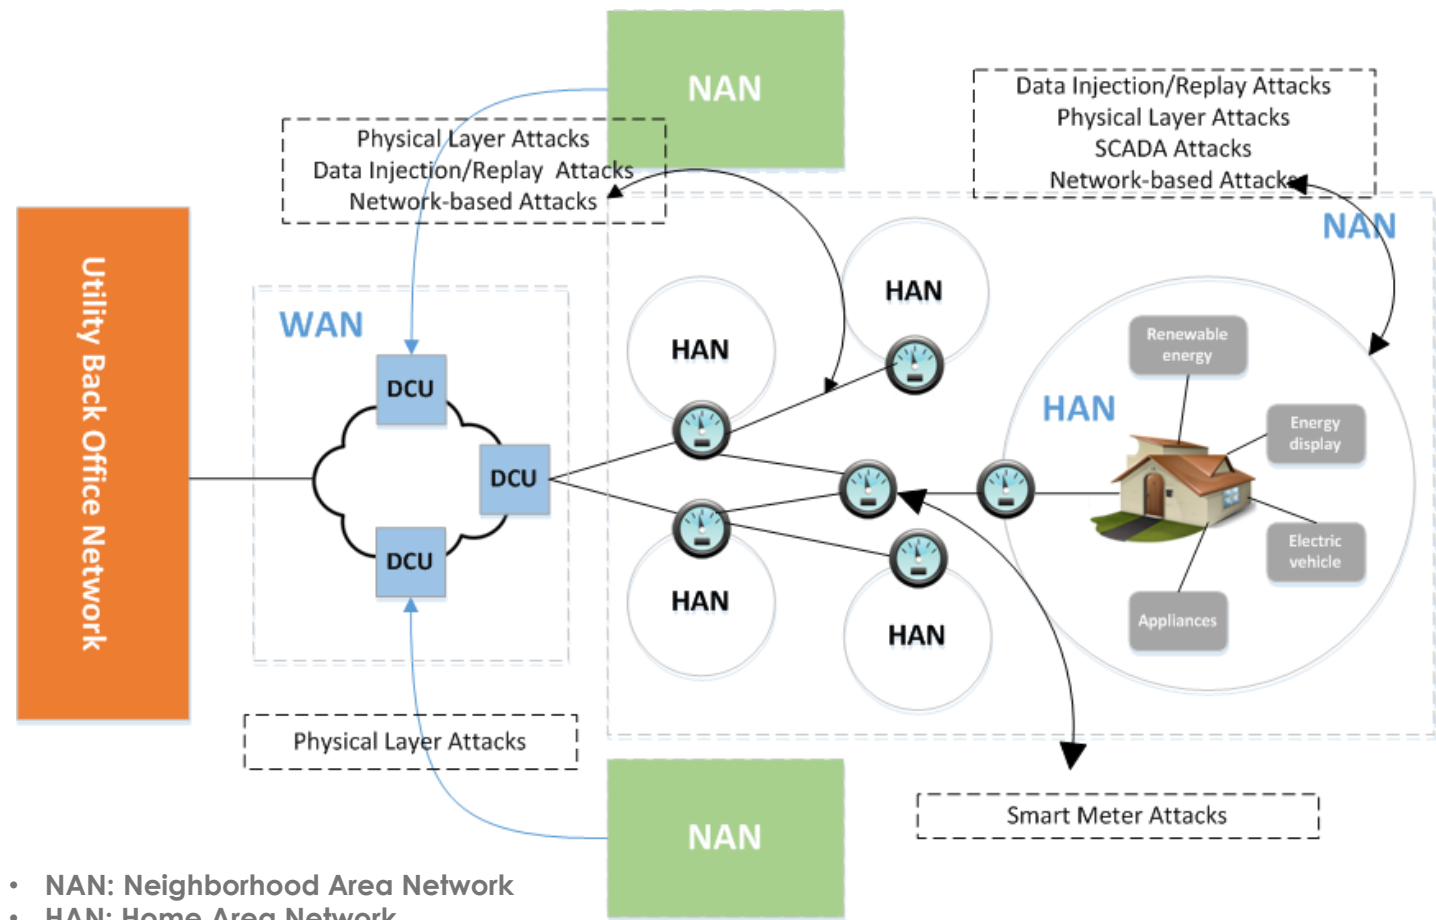 NAN
Data Injection/Replay Attacks
Physical Layer Attacks
SCADA Attacks
Network-based Attacks
Physical Layer Attacks
Data Injection/Replay Attacks
Network-based Attacks
NAN
Utility Back Office Network
WAN
HAN
HAN
Renewable
energy
DCU
HAN
Energy
display
DCU
DCU
Electric
vehicle
HAN
HAN
Appliances
Physical Layer Attacks
Smart Meter Attacks
NAN
• NAN: Neighborhood Area Network
• HAN: Home Area Network